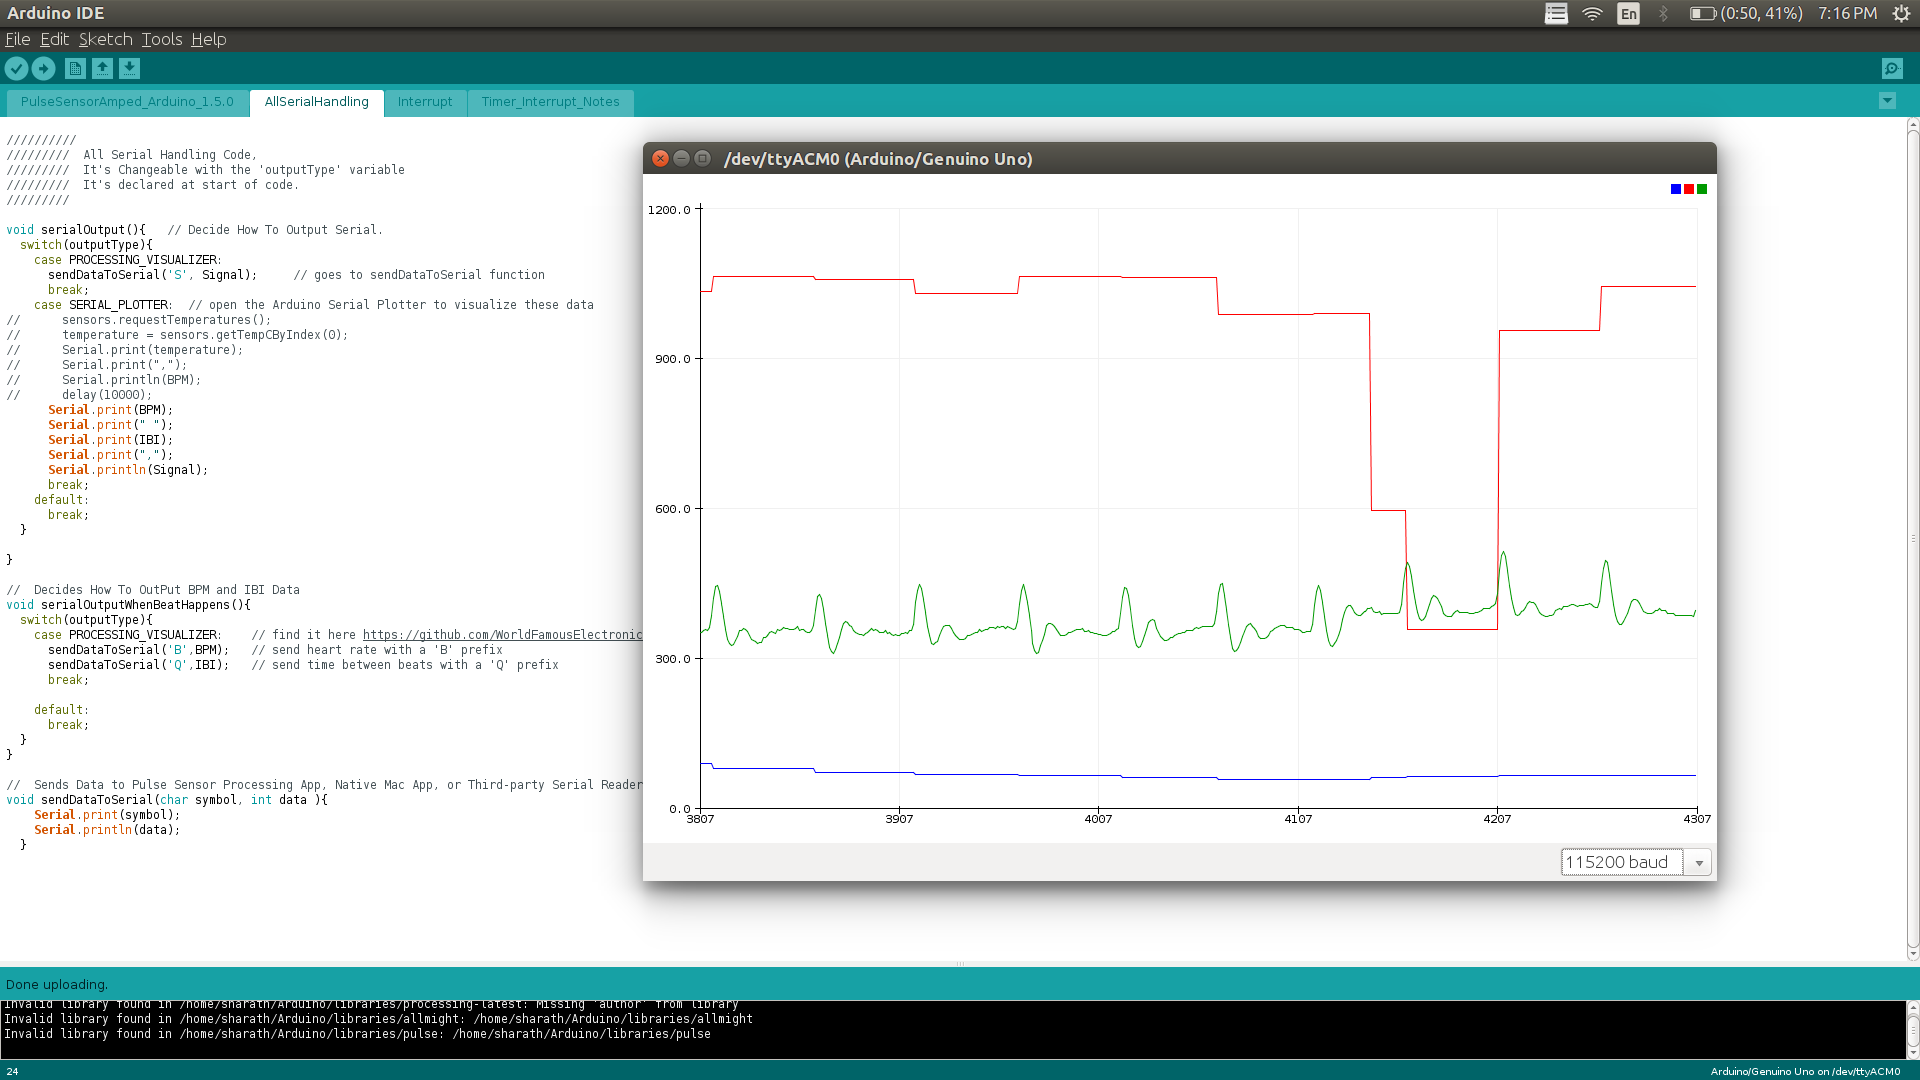 Arduino IDE
En
(0:50, 41%)
7:16 PM
File Edit Sketch Tools Help
PulseSensorAmped_Arduino_1.5.0
AllSerialHandling
Interrupt
Timer_Interrupt_Notes
//////////
///////// All Serial Handling Code,
///////// It's Changeable with the 'outputType' variable
///////// It's declared at start of code.
/////////
void serialOutput(){ // Decide How To Output Serial.
switch(outputType){
case PROCESSING_VISUALIZER:
sendDataToSerial('S', Signal); // goes to sendDataToSerial function
break;
case SERIAL_PLOTTER: // open the Arduino Serial Plotter to visualize these data
// sensors.requestTemperatures();
// temperature = sensors.getTempCByIndex(0);
// Serial.print(temperature);
// Serial.print(",");
// Serial.println(BPM);
// delay(10000);
Serial.print(BPM);
Serial.print(" ");
Serial.print(IBI);
Serial.print(",");
Serial.println(Signal);
break;
default:
break;
}
}
// Decides How To OutPut BPM and IBI Data
void serialOutputWhenBeatHappens(){
switch(outputType){
case PROCESSING_VISUALIZER: // find it here https://github.com/WorldFamousElectronic
sendDataToSerial('B',BPM); // send heart rate with a 'B' prefix
sendDataToSerial('Q',IBI); // send time between beats with a 'Q' prefix
break;
default:
break;
}
}
// Sends Data to Pulse Sensor Processing App, Native Mac App, or Third-party Serial Reader
void sendDataToSerial(char symbol, int data ){
Serial.print(symbol);
Serial.println(data);
}
/dev/ttyACM0 (Arduino/Genuino Uno)
1200.0
900.0
600.0
300.0
0.0
3807 3907 4007 4107 4207 4307
115200 baud
Done uploading.
Invalid library found in /home/sharath/Arduino/libraries/processing-latest: Missing 'author' from library
Invalid library found in /home/sharath/Arduino/libraries/allmight: /home/sharath/Arduino/libraries/allmight
Invalid library found in /home/sharath/Arduino/libraries/pulse: /home/sharath/Arduino/libraries/pulse
24
Arduino/Genuino Uno on /dev/ttyACM0